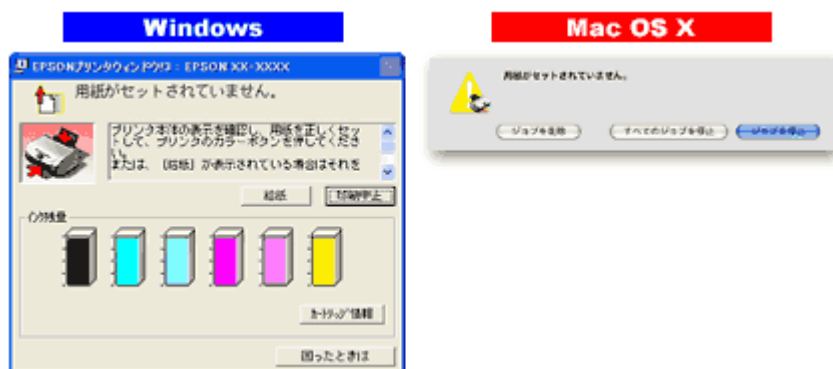 Windows
Mac OS X
EPSONプリンタウィンドウ!3 : EPSON XX-XXXX
用紙がセットされていません。
プリンタ本体の表示を確認し、用紙を正しくセッ
トして、プリンタのカラーボタンを押してくださ
い。
または、［給紙］が表示されている場合はそれを
給紙
印刷中止
インク残量
カートリッジ情報
困ったときは
用紙がセットされていません。
ジョブを削除
すべてのジョブを停止
ジョブを停止